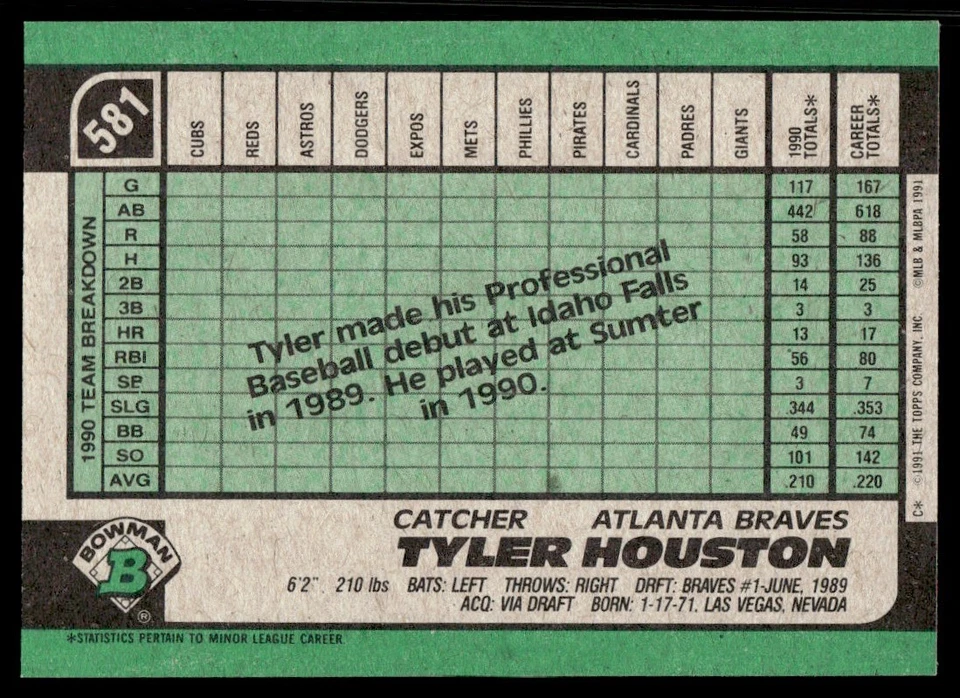 581 CUBS REDS ASTROS DODGERS EXPOS METS PHILLIES PIRATES CARDINALS PADRES GIANTS 1990 TOTALS* CAREER TOTALS*
1990 TEAM BREAKDOWN
G 117 167
AB 442 618
R 58 88
H 93 136
2B 14 25
3B 3 3
HR 13 17
RBI 56 80
SB 3 7
SLG .344 .353
BB 49 74
SO 101 142
AVG .210 .220
Tyler made his Professional
Baseball debut at Idaho Falls
in 1989. He played at Sumter
in 1990.
C* ©1991 THE TOPPS COMPANY, INC. ©MLB & MLBPA 1991
BOWMAN
B
®
CATCHER ATLANTA BRAVES
TYLER HOUSTON
6'2". 210 lbs BATS: LEFT THROWS: RIGHT DRFT: BRAVES #1-JUNE, 1989
ACQ: VIA DRAFT BORN: 1-17-71. LAS VEGAS, NEVADA
*STATISTICS PERTAIN TO MINOR LEAGUE CAREER.